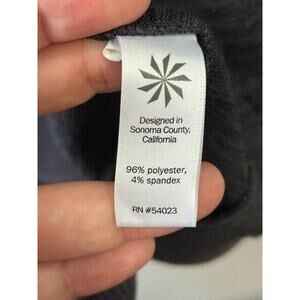 Designed in
Sonoma County,
California
96% polyester,
4% spandex
RN #54023